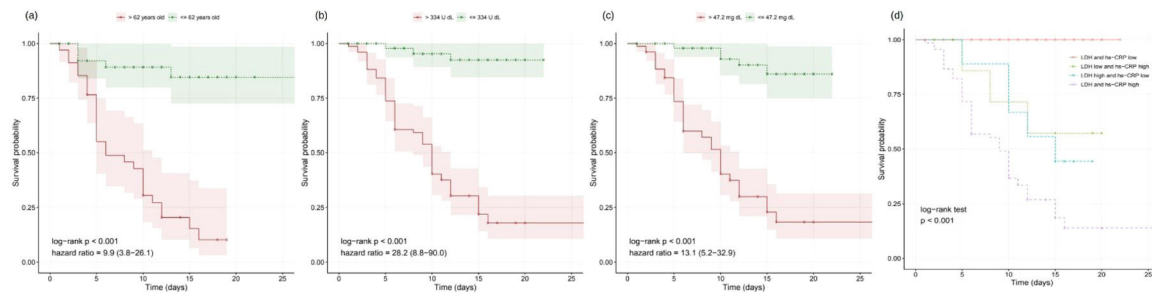 (a)
> 62 years old <= 62 years old
1.00
0.75
0.50
0.25
0.00
Survival probability
log-rank p < 0.001
hazard ratio = 9.9 (3.8-26.1)
0 5 10 15 20 25
Time (days)
(b)
> 334 U dL <= 334 U dL
1.00
0.75
0.50
0.25
0.00
Survival probability
log-rank p < 0.001
hazard ratio = 28.2 (8.8-90.0)
0 5 10 15 20 25
Time (days)
(c)
> 47.2 mg dL <= 47.2 mg dL
1.00
0.75
0.50
0.25
0.00
Survival probability
log-rank p < 0.001
hazard ratio = 13.1 (5.2-32.9)
0 5 10 15 20 25
Time (days)
(d)
1.00
0.75
0.50
0.25
0.00
Survival probability
LDH and hs-CRP low
LDH low and hs-CRP high
LDH high and hs-CRP low
LDH and hs-CRP high
log-rank test
p < 0.001
0 5 10 15 20 25
Time (days)